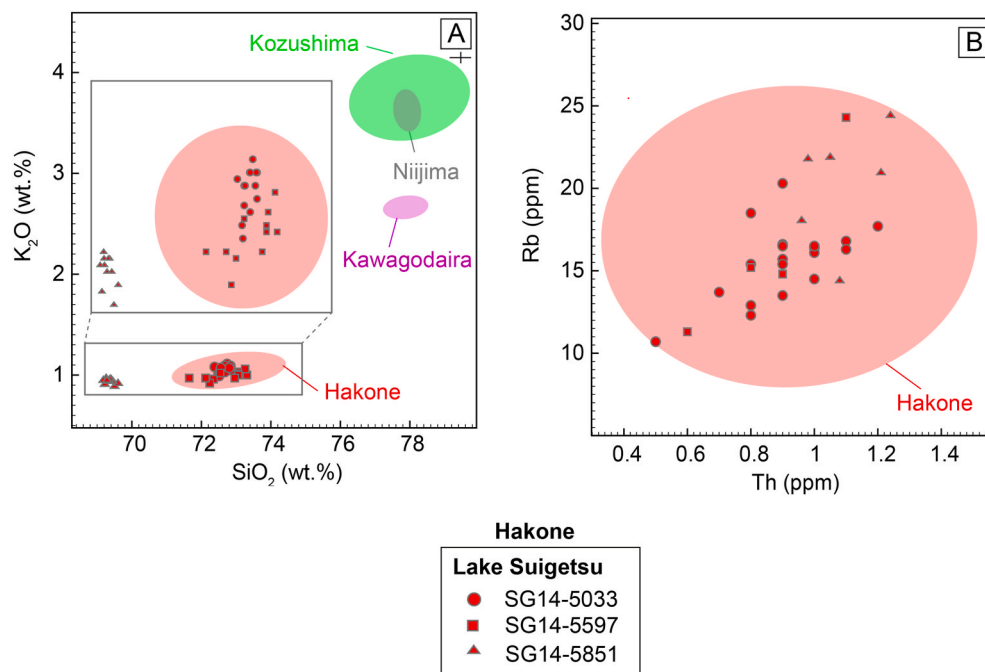 A
Kozushima
Niijima
Kawagodaira
Hakone
K2O (wt.%)
4
3
2
1
70
72
74
76
78
SiO2 (wt.%)
B
Hakone
Rb (ppm)
30
25
20
15
10
0.4
0.6
0.8
1
1.2
1.4
Th (ppm)
Hakone
Lake Suigetsu
SG14-5033
SG14-5597
SG14-5851